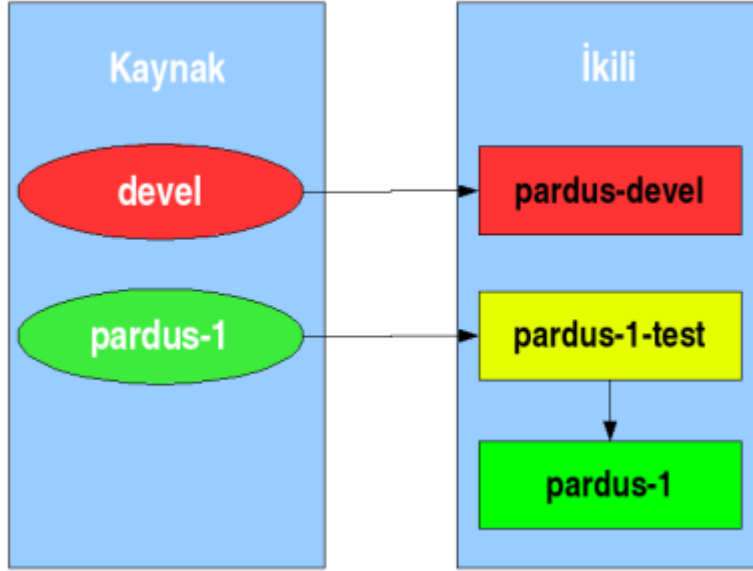 Kaynak
devel
pardus-1
İkili
pardus-devel
pardus-1-test
pardus-1